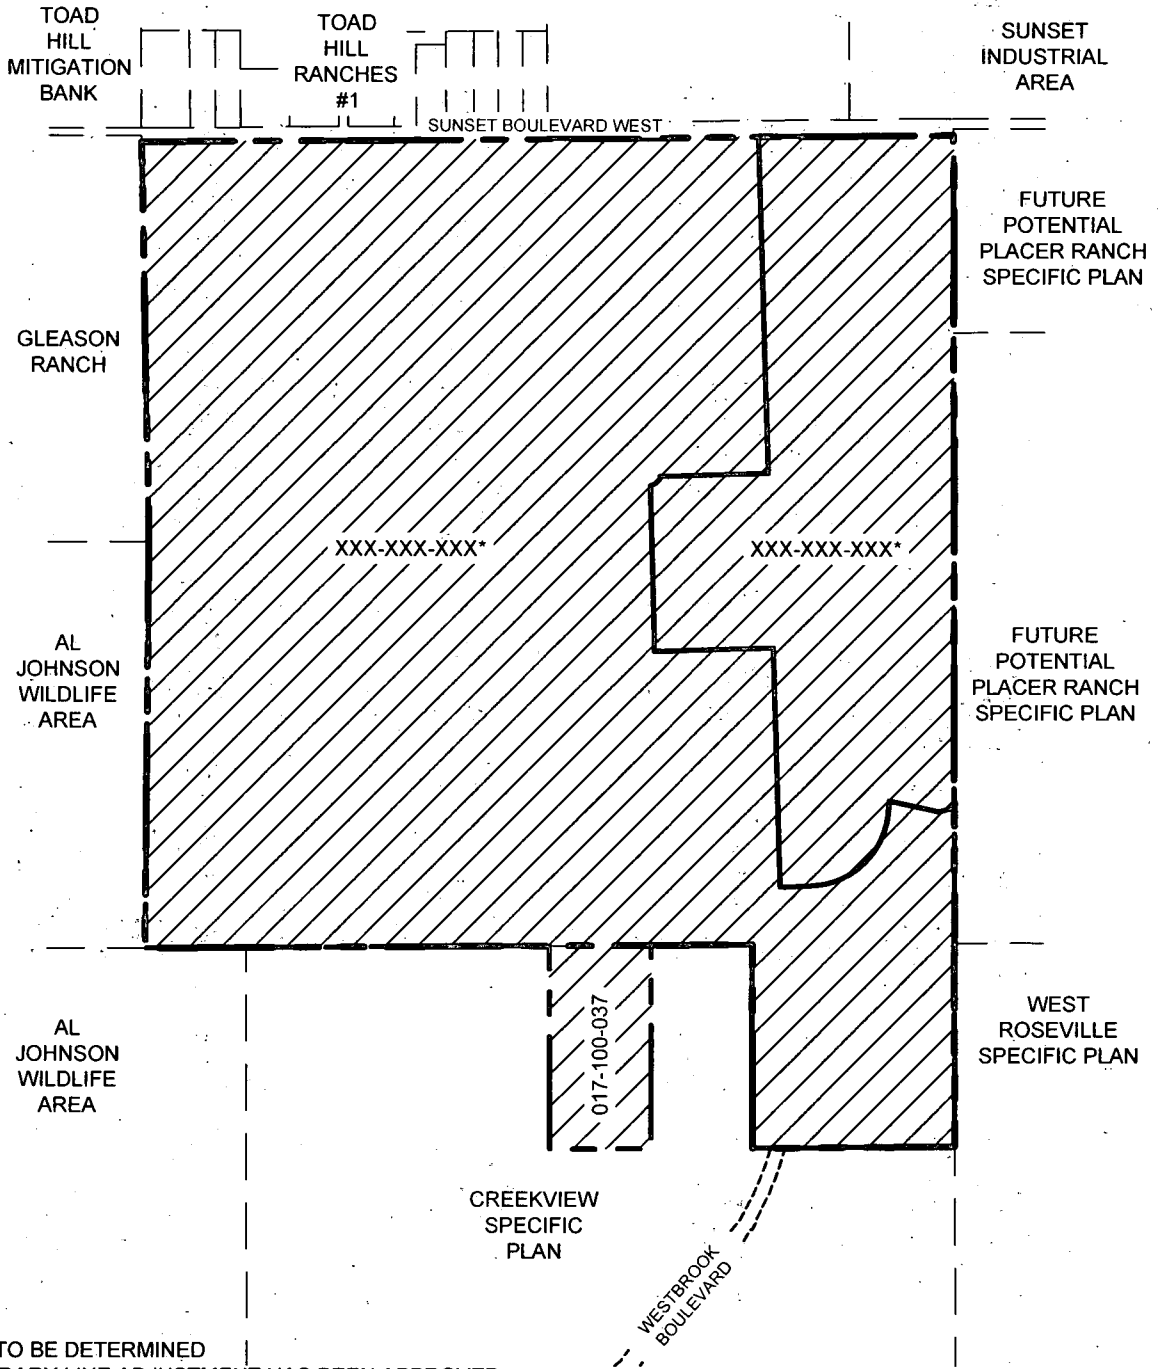 TOAD
HILL
MITIGATION
BANK
TOAD
HILL
RANCHES
#1
SUNSET
INDUSTRIAL
AREA
SUNSET BOULEVARD WEST
FUTURE
POTENTIAL
PLACER RANCH
SPECIFIC PLAN
GLEASON
RANCH
XXX-XXX-XXX*
XXX-XXX-XXX*
AL
JOHNSON
WILDLIFE
AREA
FUTURE
POTENTIAL
PLACER RANCH
SPECIFIC PLAN
AL
JOHNSON
WILDLIFE
AREA
017-100-037
WEST
ROSEVILLE
SPECIFIC PLAN
CREEKVIEW
SPECIFIC
PLAN
WESTBROOK
BOULEVARD
TO BE DETERMINED